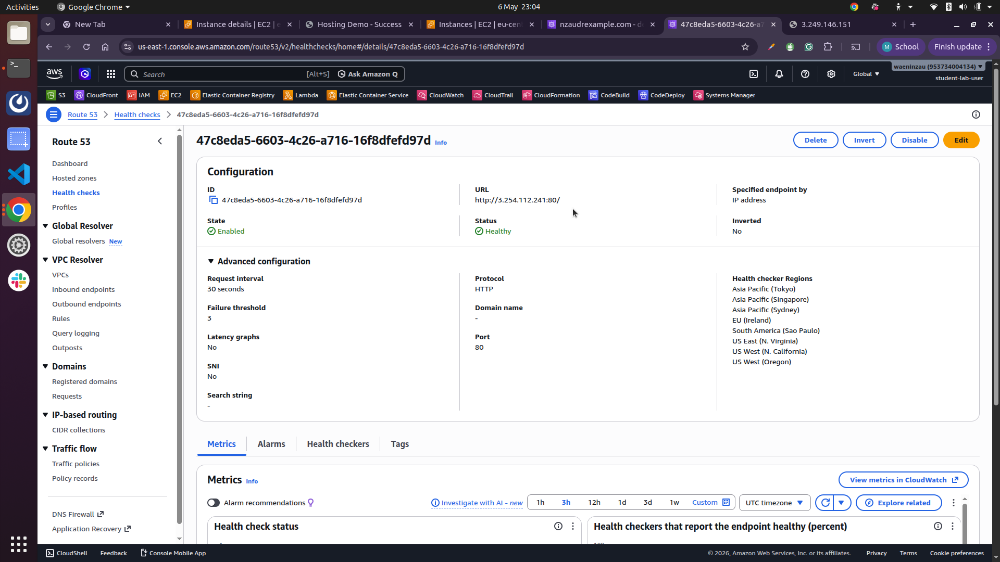 Activities
Google Chrome
6 May 23:04
New Tab
Instance details | EC2 | e
Hosting Demo - Success
Instances | EC2 | eu-cen
nzaudrexample.com - d
47c8eda5-6603-4c26-a7
3.249.146.151
us-east-1.console.aws.amazon.com/route53/v2/healthchecks/home#/details/47c8eda5-6603-4c26-a716-16f8dfefd97d
M School
Finish update
aws
Search
[Alt+S]
Ask Amazon Q
Global
waeninzau (953734004134)
student-lab-user
S3
CloudFront
IAM
EC2
Elastic Container Registry
Lambda
Elastic Container Service
CloudWatch
CloudTrail
CloudFormation
CodeBuild
CodeDeploy
Systems Manager
Route 53
Health checks
47c8eda5-6603-4c26-a716-16f8dfefd97d
Route 53
Dashboard
Hosted zones
Health checks
Profiles
Global Resolver
Global resolvers New
VPC Resolver
VPCs
Inbound endpoints
Outbound endpoints
Rules
Query logging
Outposts
Domains
Registered domains
Requests
IP-based routing
CIDR collections
Traffic flow
Traffic policies
Policy records
DNS Firewall
Application Recovery
47c8eda5-6603-4c26-a716-16f8dfefd97d Info
Delete
Invert
Disable
Edit
Configuration
ID
47c8eda5-6603-4c26-a716-16f8dfefd97d
URL
http://3.254.112.241:80/
Specified endpoint by
IP address
State
Enabled
Status
Healthy
Inverted
No
Advanced configuration
Request interval
30 seconds
Failure threshold
3
Latency graphs
No
SNI
No
Search string
-
Protocol
HTTP
Domain name
-
Port
80
Health checker Regions
Asia Pacific (Tokyo)
Asia Pacific (Singapore)
Asia Pacific (Sydney)
EU (Ireland)
South America (Sao Paulo)
US East (N. Virginia)
US West (N. California)
US West (Oregon)
Metrics
Alarms
Health checkers
Tags
Metrics Info
View metrics in CloudWatch
Alarm recommendations
Investigate with AI - new
1h
3h
12h
1d
3d
1w
Custom
UTC timezone
Explore related
Health check status
Health checkers that report the endpoint healthy (percent)
CloudShell
Feedback
Console Mobile App
© 2026, Amazon Web Services, Inc. or its affiliates.
Privacy
Terms
Cookie preferences